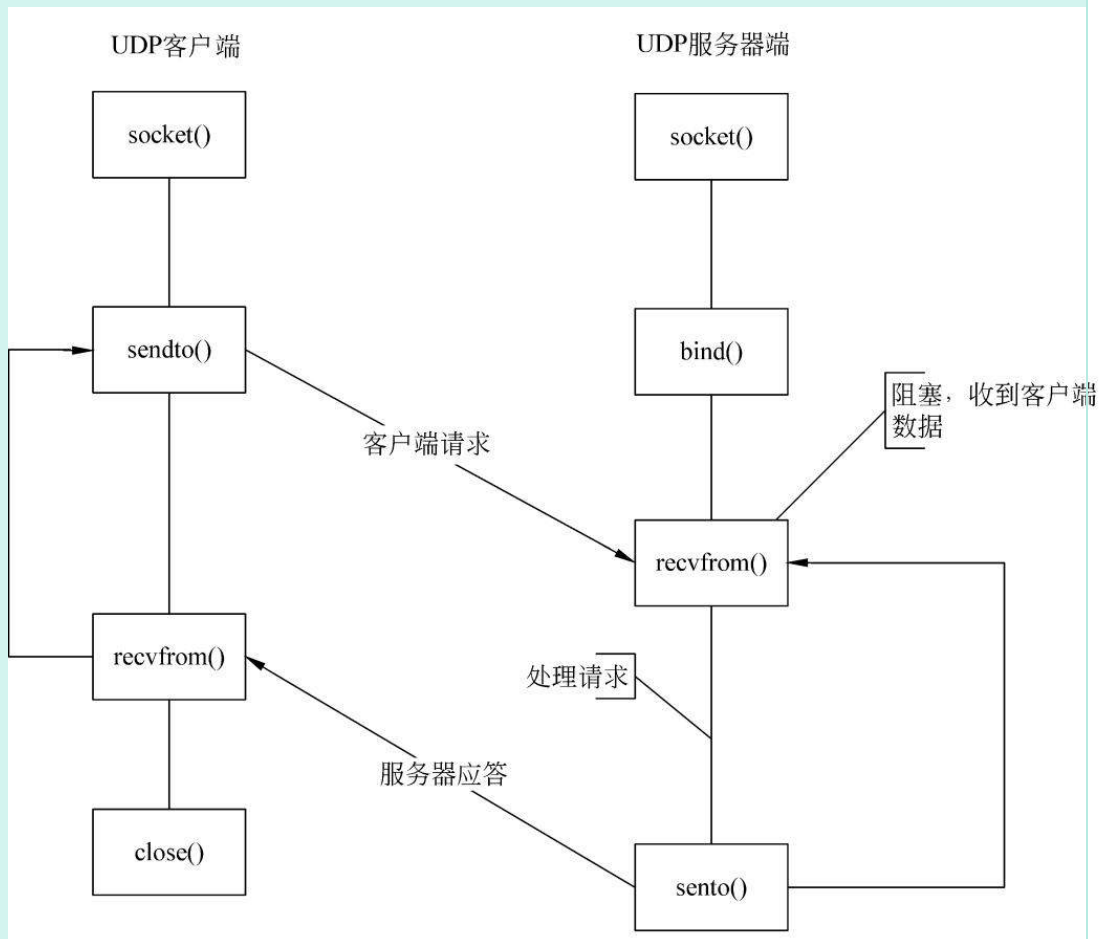 UDP客户端
UDP服务器端
socket()
socket()
sendto()
bind()
阻塞，收到客户端
数据
客户端请求
recvfrom()
recvfrom()
处理请求
服务器应答
close()
sento()